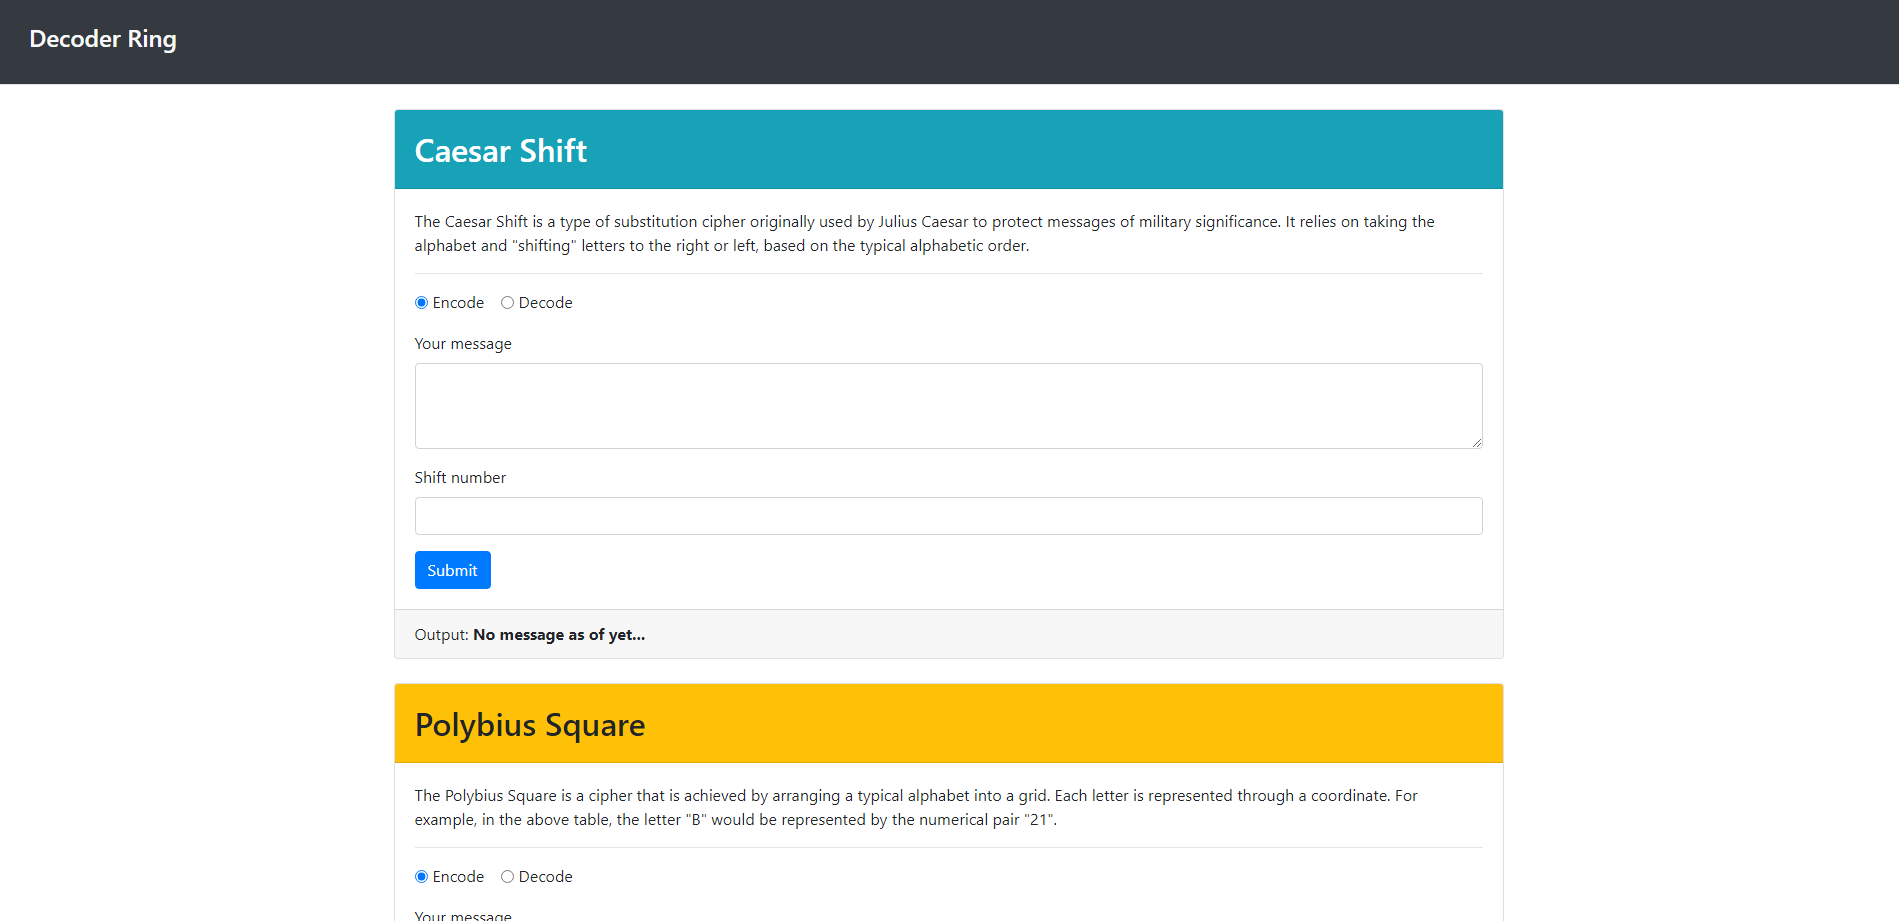 Decoder Ring
Caesar Shift
The Caesar Shift is a type of substitution cipher originally used by Julius Caesar to protect messages of military significance. It relies on taking the
alphabet and "shifting" letters to the right or left, based on the typical alphabetic order.
Encode Decode
Your message
Shift number
Submit
Output: No message as of yet...
Polybius Square
The Polybius Square is a cipher that is achieved by arranging a typical alphabet into a grid. Each letter is represented through a coordinate. For
example, in the above table, the letter "B" would be represented by the numerical pair "21".
Encode Decode
Your message